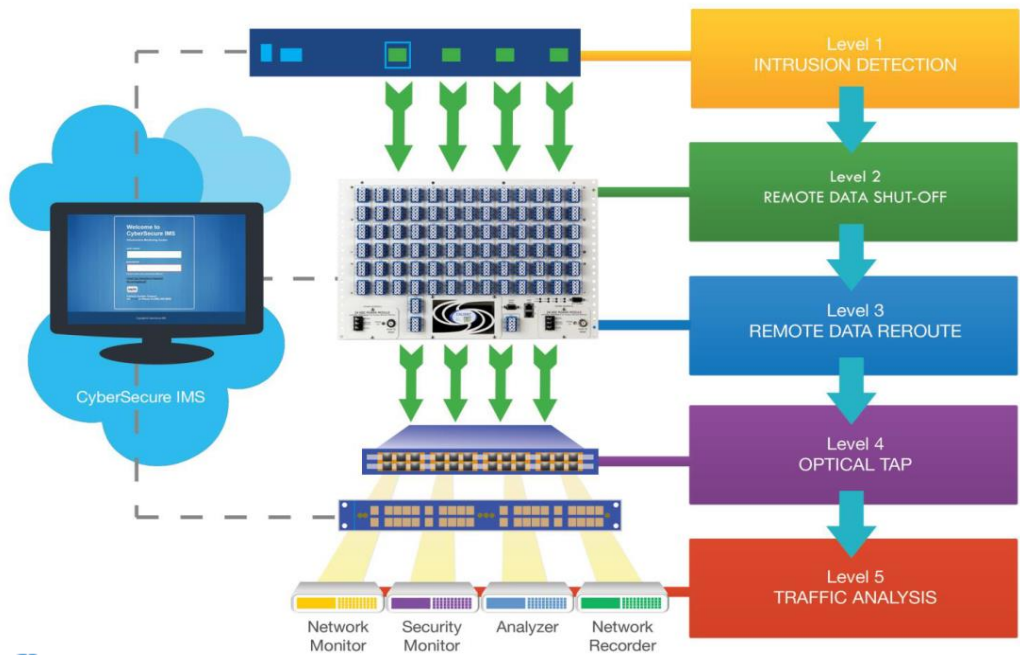 Level 1
INTRUSION DETECTION
Level 2
REMOTE DATA SHUT-OFF
Welcome to
CyberSecure IMS
Level 3
REMOTE DATA REROUTE
CyberSecure IMS
Level 4
OPTICAL TAP
Level 5
TRAFFIC ANALYSIS
Network
Monitor
Security
Monitor
Analyzer
Network
Recorder